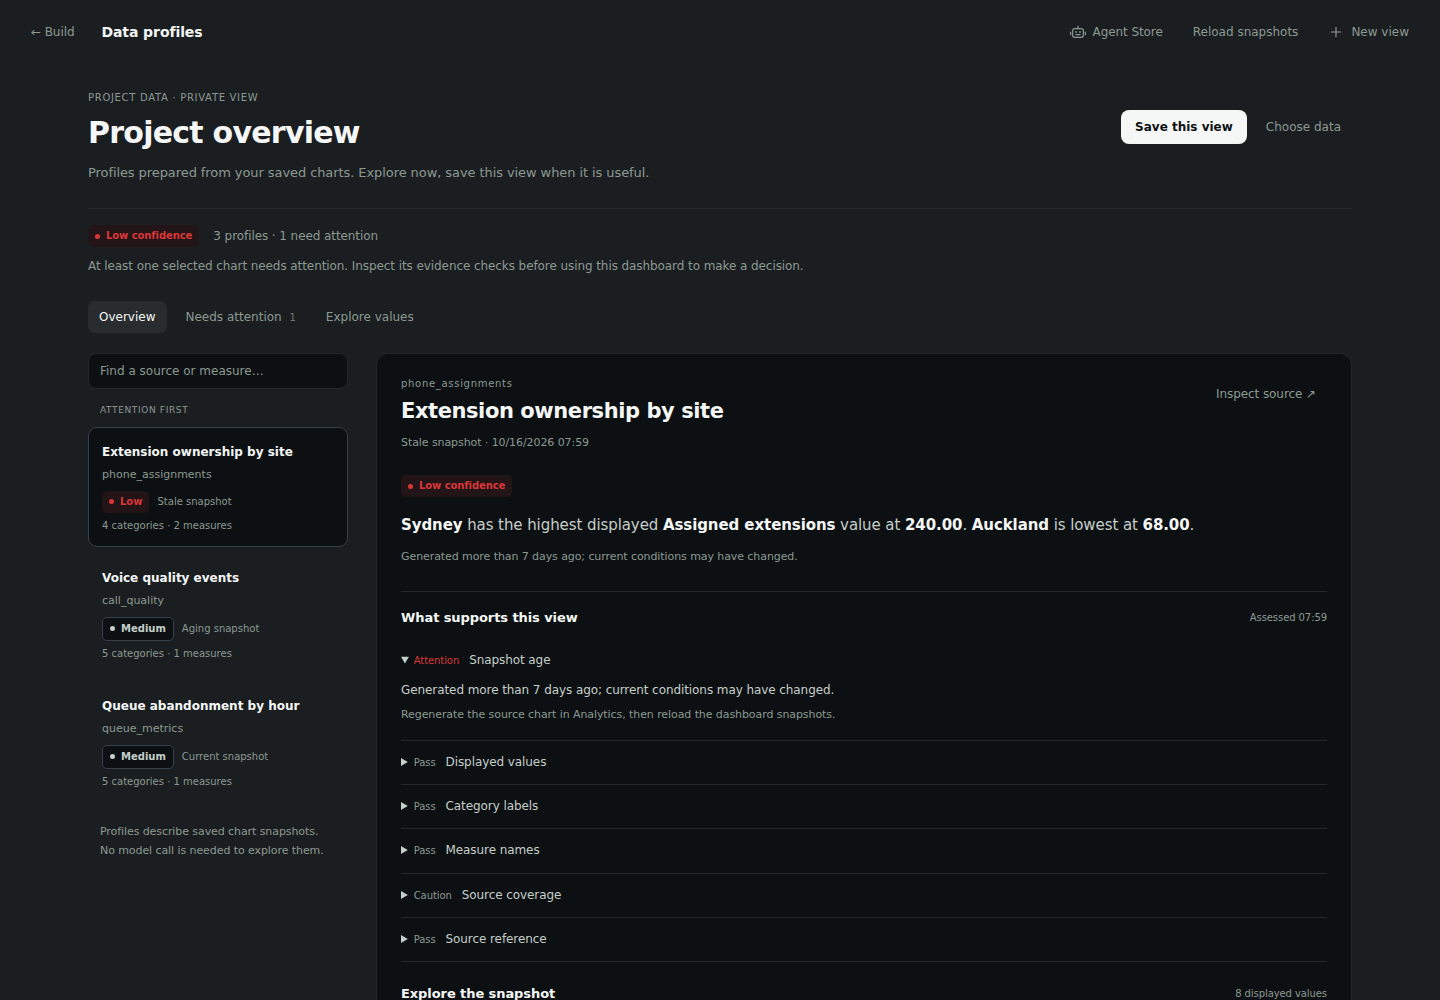 ← Build
Data profiles
Agent Store
Reload snapshots
+ New view
PROJECT DATA · PRIVATE VIEW
Project overview
Save this view
Choose data
Profiles prepared from your saved charts. Explore now, save this view when it is useful.
Low confidence
3 profiles · 1 need attention
At least one selected chart needs attention. Inspect its evidence checks before using this dashboard to make a decision.
Overview
Needs attention 1
Explore values
Find a source or measure…
ATTENTION FIRST
Extension ownership by site
phone_assignments
Low
Stale snapshot
4 categories · 2 measures
Voice quality events
call_quality
Medium
Aging snapshot
5 categories · 1 measures
Queue abandonment by hour
queue_metrics
Medium
Current snapshot
5 categories · 1 measures
Profiles describe saved chart snapshots.
No model call is needed to explore them.
phone_assignments
Extension ownership by site
Inspect source ↗
Stale snapshot · 10/16/2026 07:59
Low confidence
Sydney has the highest displayed Assigned extensions value at 240.00. Auckland is lowest at 68.00.
Generated more than 7 days ago; current conditions may have changed.
What supports this view
Assessed 07:59
▼ Attention Snapshot age
Generated more than 7 days ago; current conditions may have changed.
Regenerate the source chart in Analytics, then reload the dashboard snapshots.
▶ Pass Displayed values
▶ Pass Category labels
▶ Pass Measure names
▶ Caution Source coverage
▶ Pass Source reference
Explore the snapshot
8 displayed values